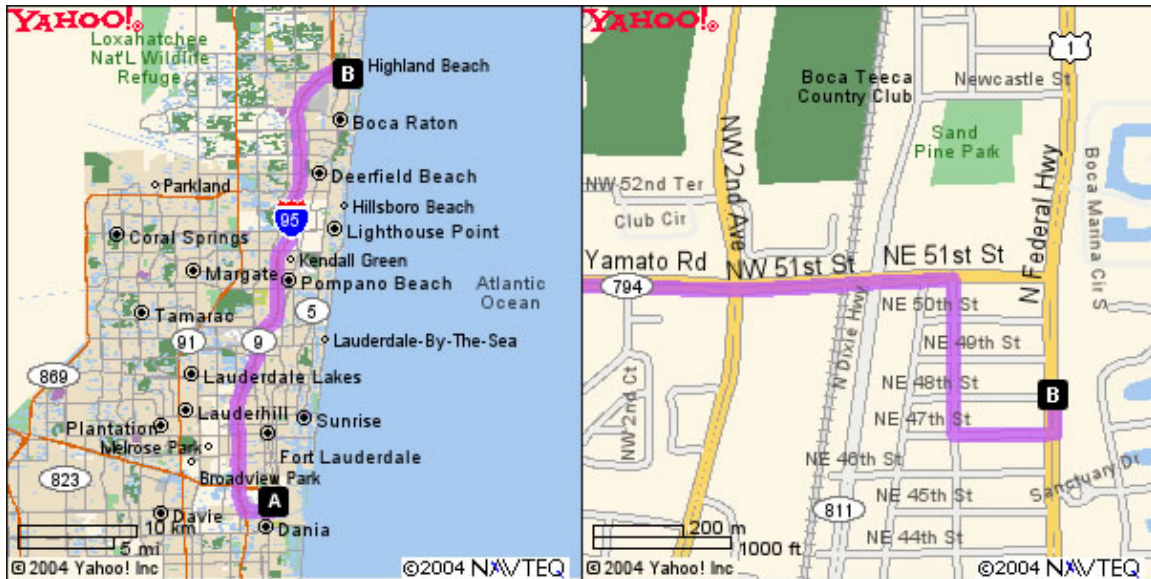 YAHOO!®
Loxahatchee
Nat'L Wildlife
Refuge
B
Highland Beach
Boca Raton
Deerfield Beach
Parkland
Hillsboro Beach
95
Coral Springs
Lighthouse Point
Kendall Green
Margate
Pompano Beach
Atlantic
Ocean
5
Tamarac
91
9
Lauderdale-By-The-Sea
869
Lauderdale Lakes
Lauderhill
Sunrise
Plantation
Melrose Park
Fort Lauderdale
823
Broadview Park
A
Davie
Dania
10 km
5 mi
© 2004 Yahoo! Inc
©2004 NAVTEQ
YAHOO!®
1
Boca Teeca
Country Club
Newcastle St
Sand
Pine Park
NW 2nd Ave
N Federal Hwy
Boca Marina Cir S
NW 52nd Ter
Club Cir
Yamato Rd
NW 51st St
NE 51st St
794
NE 50th St
N Dixie Hwy
NE 49th St
NW 2nd Ct
NE 48th St
B
NE 47th St
NE 46th St
Sanctuary Dr
NE 45th St
811
NE 44th St
200 m
1000 ft
© 2004 Yahoo! Inc
©2004 NAVTEQ